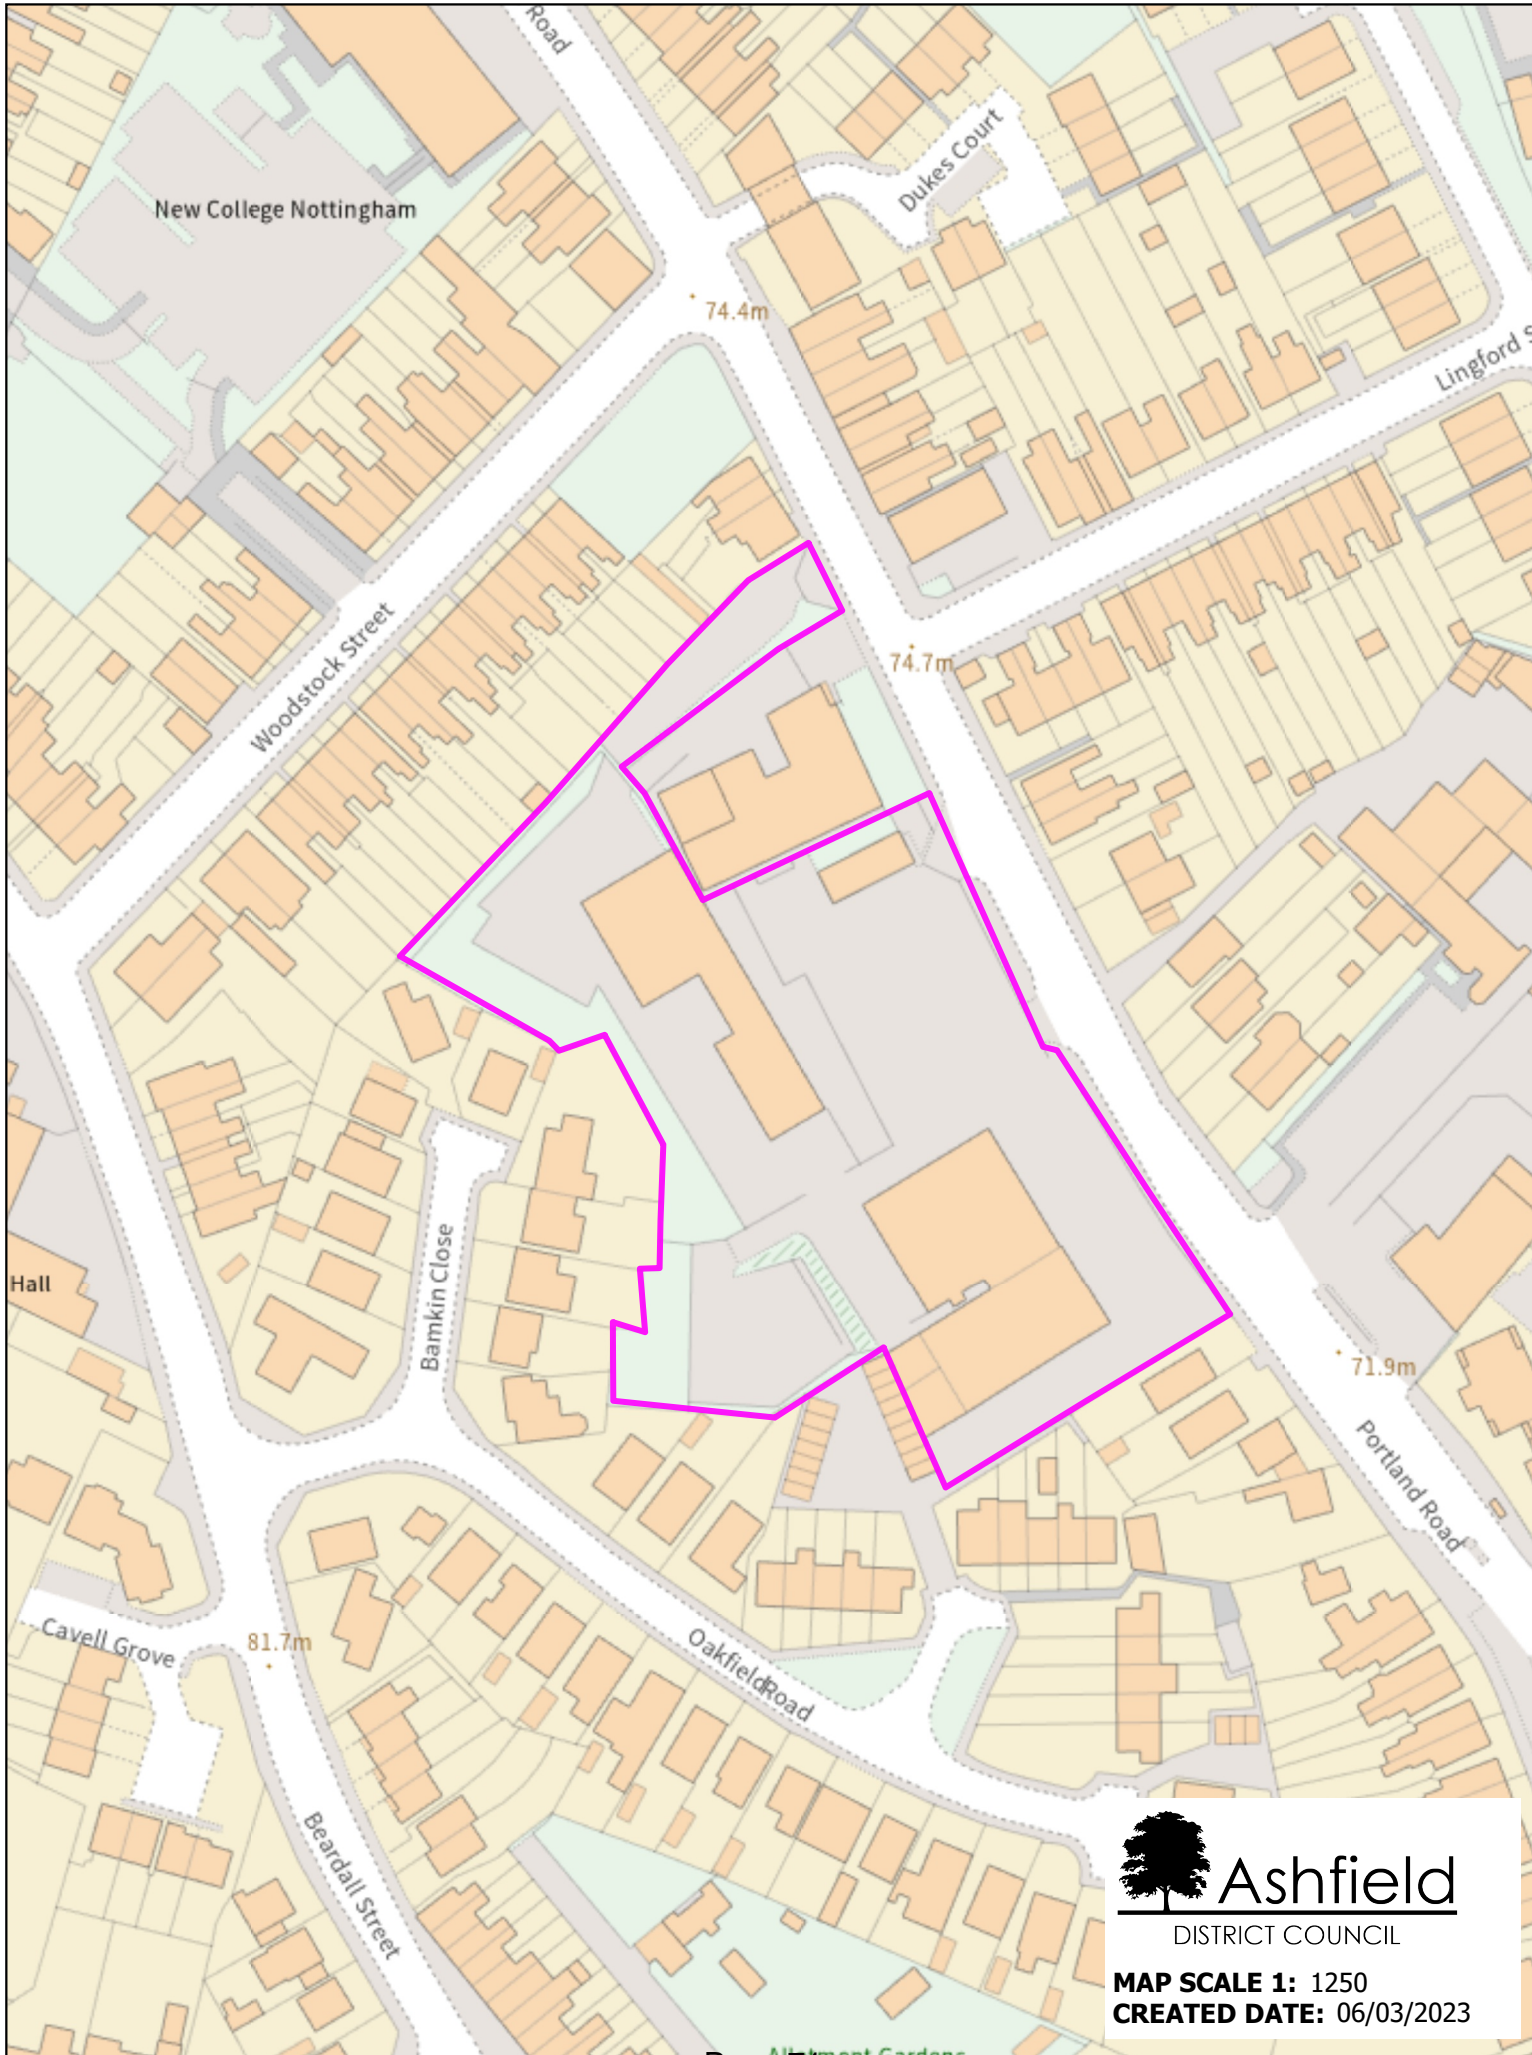 Road
New College Nottingham
Dukes Court
74.4m
Lingford S
Woodstock Street
74.7m
Bamkin Close
Hall
71.9m
Portland Road
Cavell Grove
81.7m
Oakfield Road
Beardall Street
Ashfield
DISTRICT COUNCIL
MAP SCALE 1: 1250
CREATED DATE: 06/03/2023
Allotment Gardens